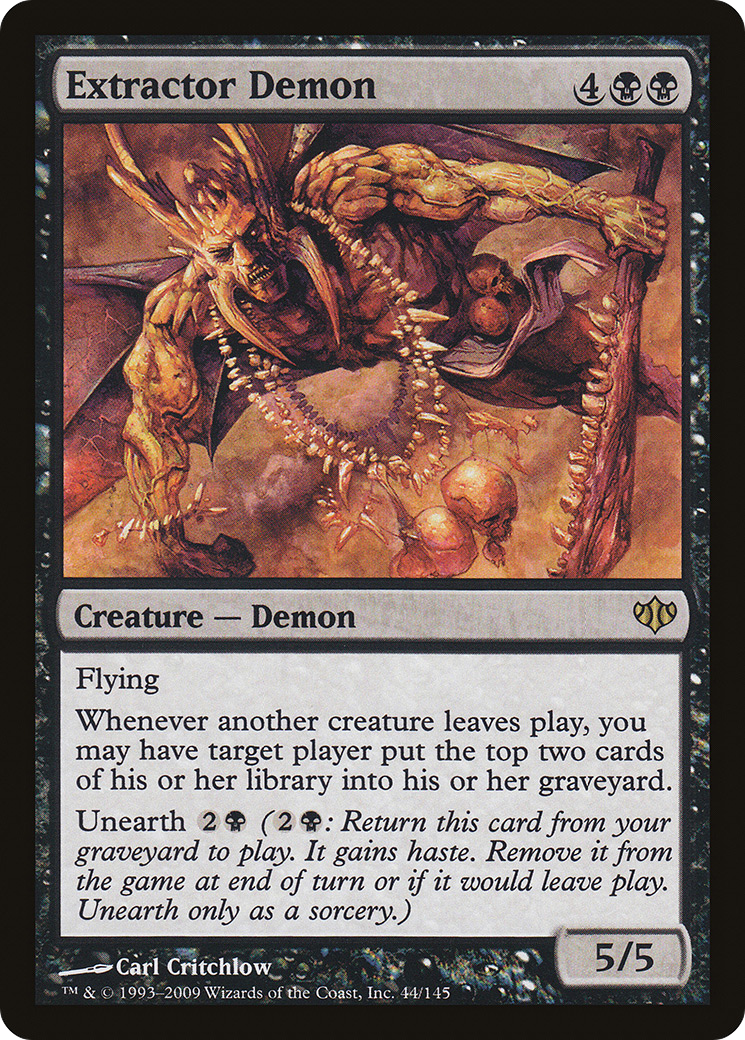 Extractor Demon 4
Creature — Demon
Flying
Whenever another creature leaves play, you
may have target player put the top two cards
of his or her library into his or her graveyard.
Unearth 2 (2: Return this card from your
graveyard to play. It gains haste. Remove it from
the game at end of turn or if it would leave play.
Unearth only as a sorcery.)
5/5
Carl Critchlow
™ & © 1993–2009 Wizards of the Coast, Inc. 44/145